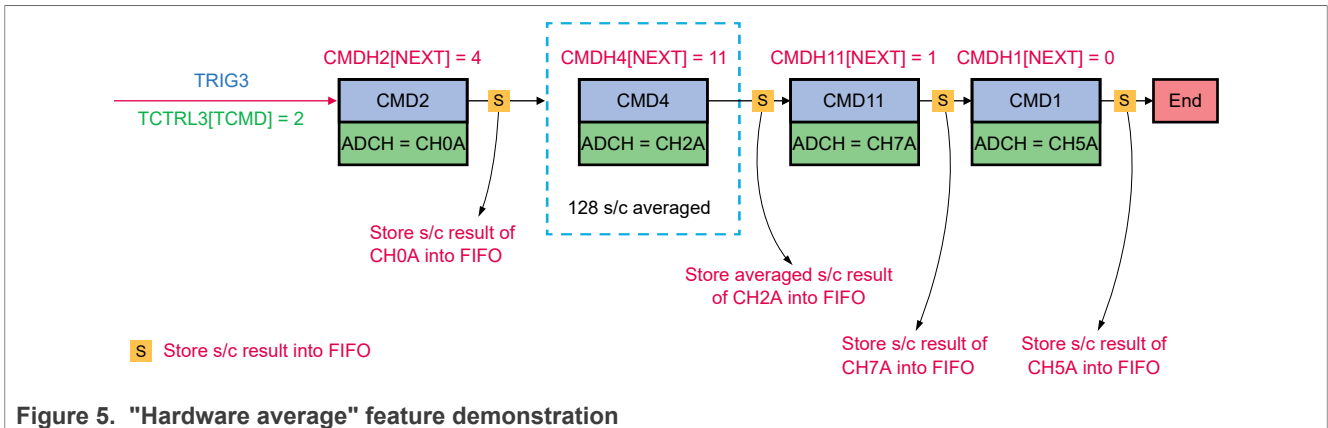 CMDH2[NEXT] = 4
CMDH4[NEXT] = 11
CMDH11[NEXT] = 1
CMDH1[NEXT] = 0
TRIG3
TCTRL3[TCMD] = 2
CMD2
S
CMD4
S
CMD11
S
CMD1
S
End
ADCH = CH0A
ADCH = CH2A
ADCH = CH7A
ADCH = CH5A
128 s/c averaged
Store s/c result of
CH0A into FIFO
Store averaged s/c result
of CH2A into FIFO
Store s/c result of
CH7A into FIFO
Store s/c result of
CH5A into FIFO
S Store s/c result into FIFO
Figure 5. "Hardware average" feature demonstration